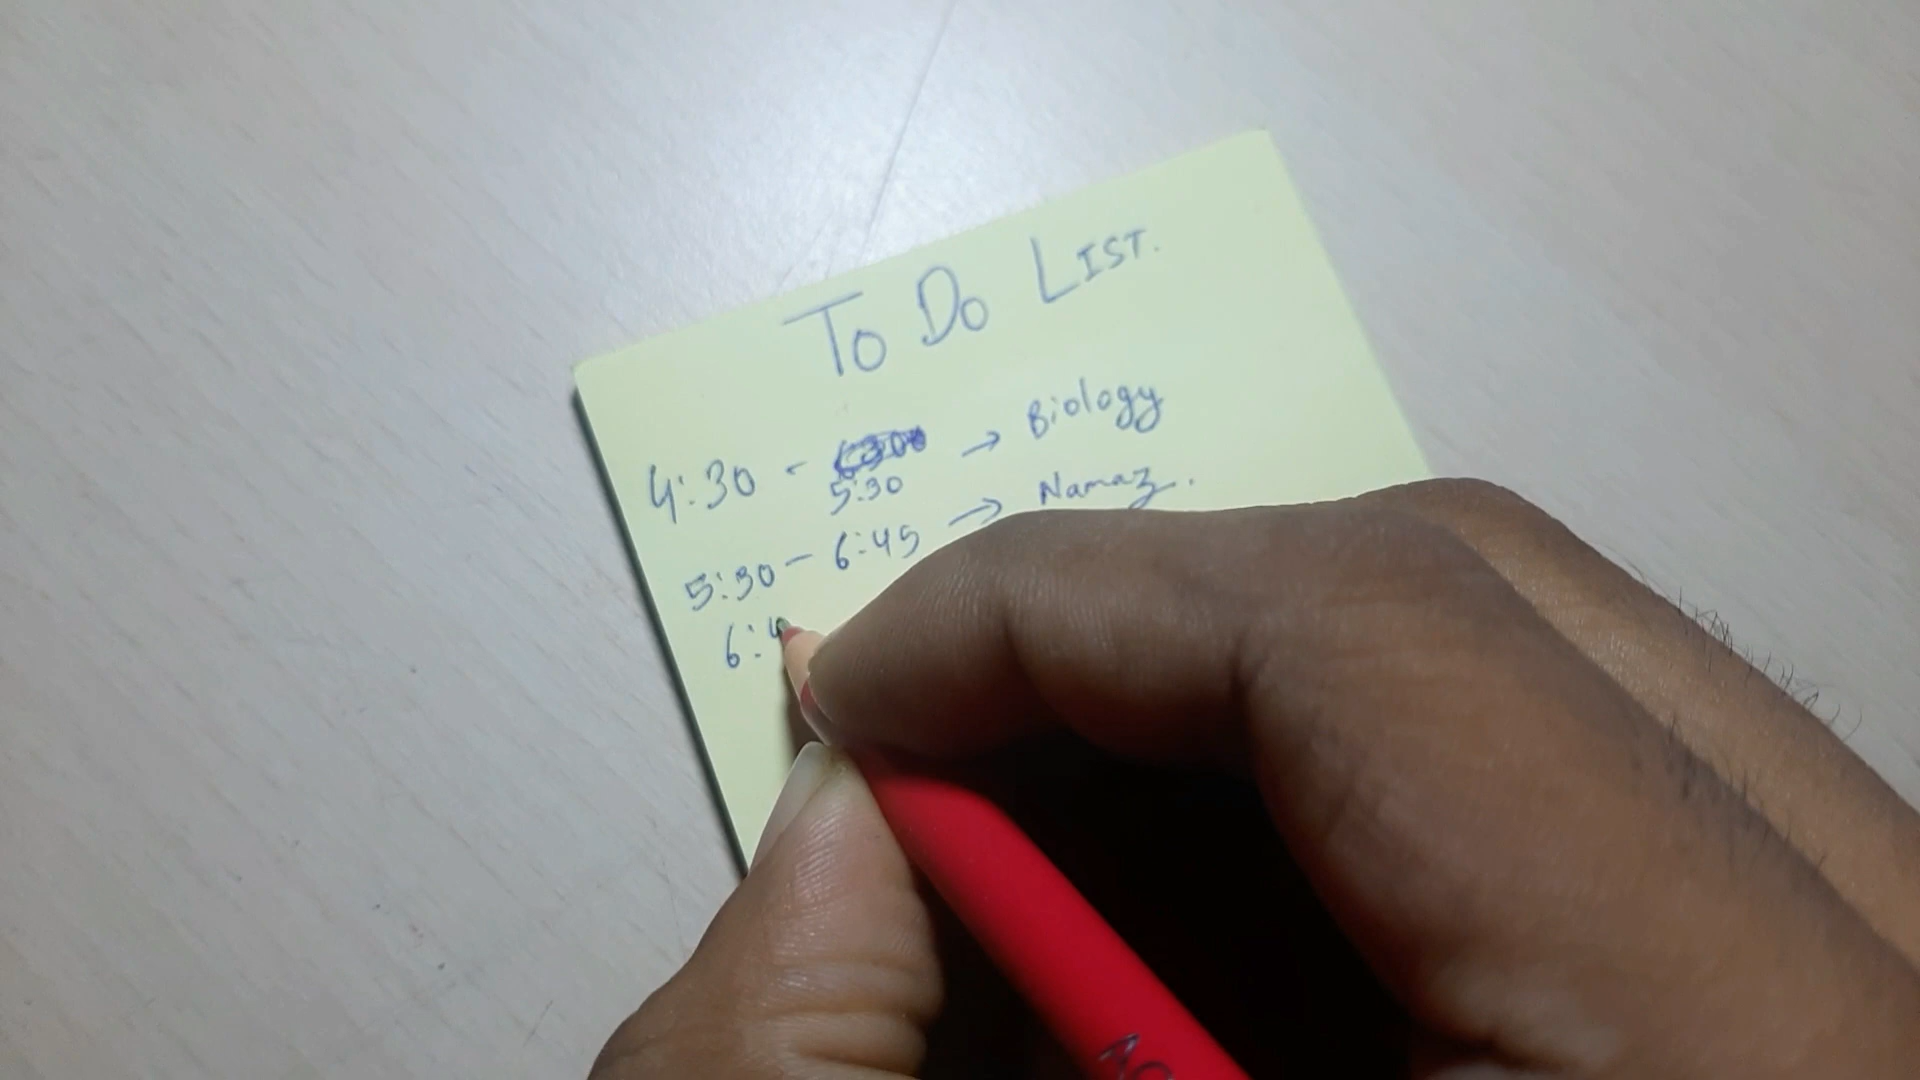 To Do List.
4:30 - 5:30 → Biology
5:30 - 6:45 → Namaz.
6:4